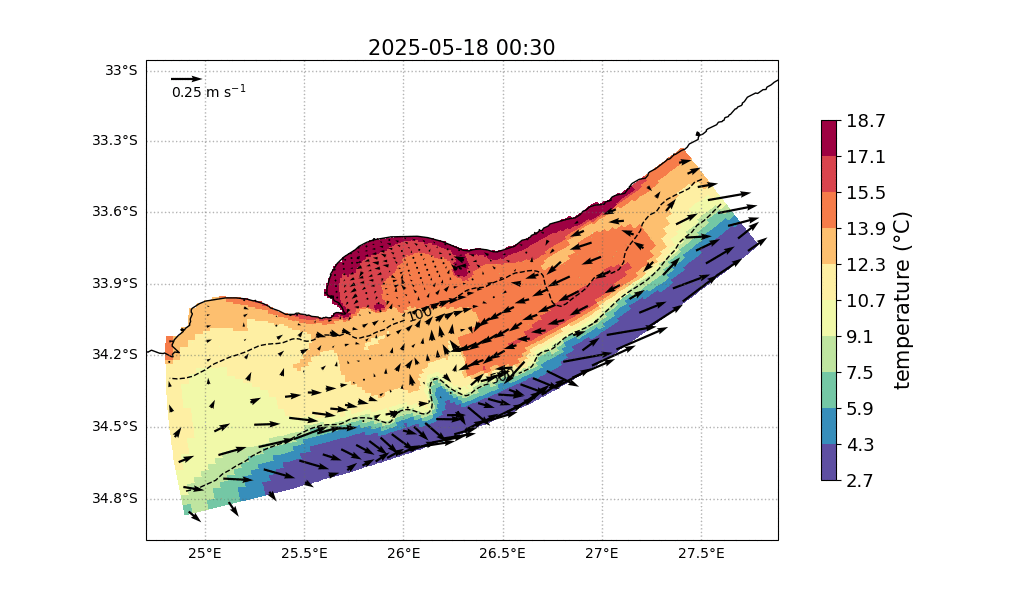 2025-05-18 00:30
0.25 m s⁻¹
33°S
33.3°S
33.6°S
33.9°S
34.2°S
34.5°S
34.8°S
25°E
25.5°E
26°E
26.5°E
27°E
27.5°E
100
500
18.7
17.1
15.5
13.9
12.3
10.7
9.1
7.5
5.9
4.3
2.7
temperature (°C)